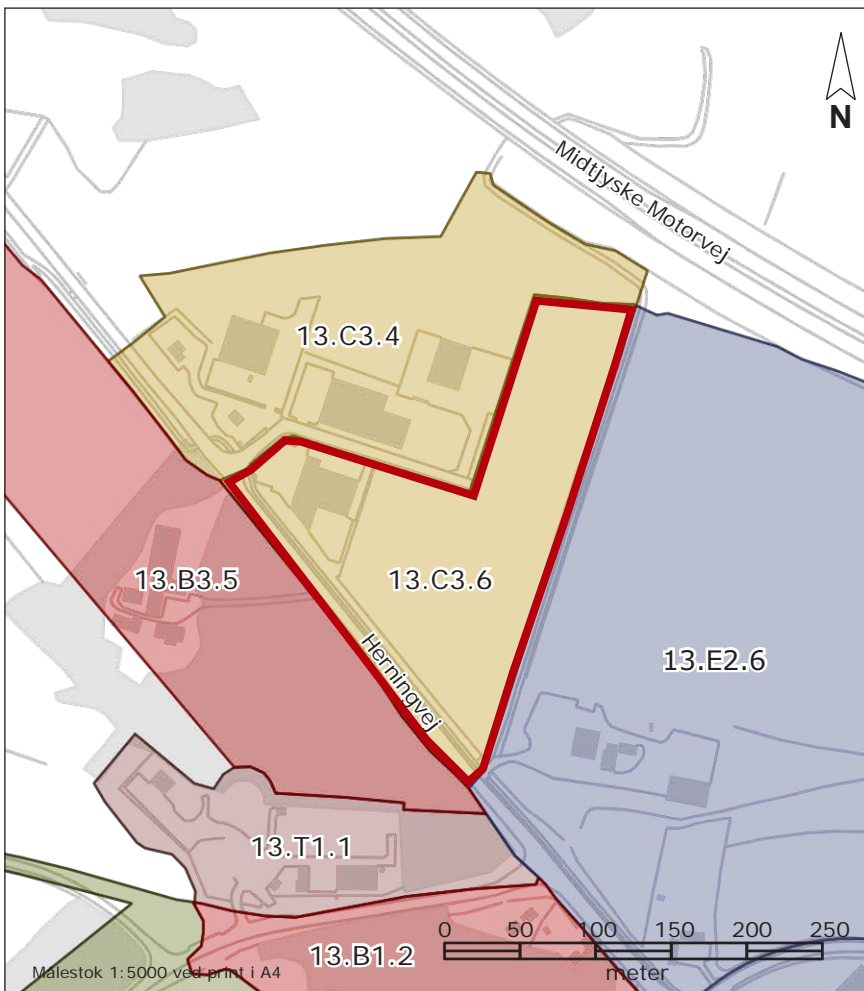 N
Midtjyske Motorvej
13.C3.4
13.B3.5
13.C3.6
Herningvej
13.E2.6
13.T1.1
0 50 100 150 200 250
13.B1.2
meter
Målestok 1:5000 ved print i A4